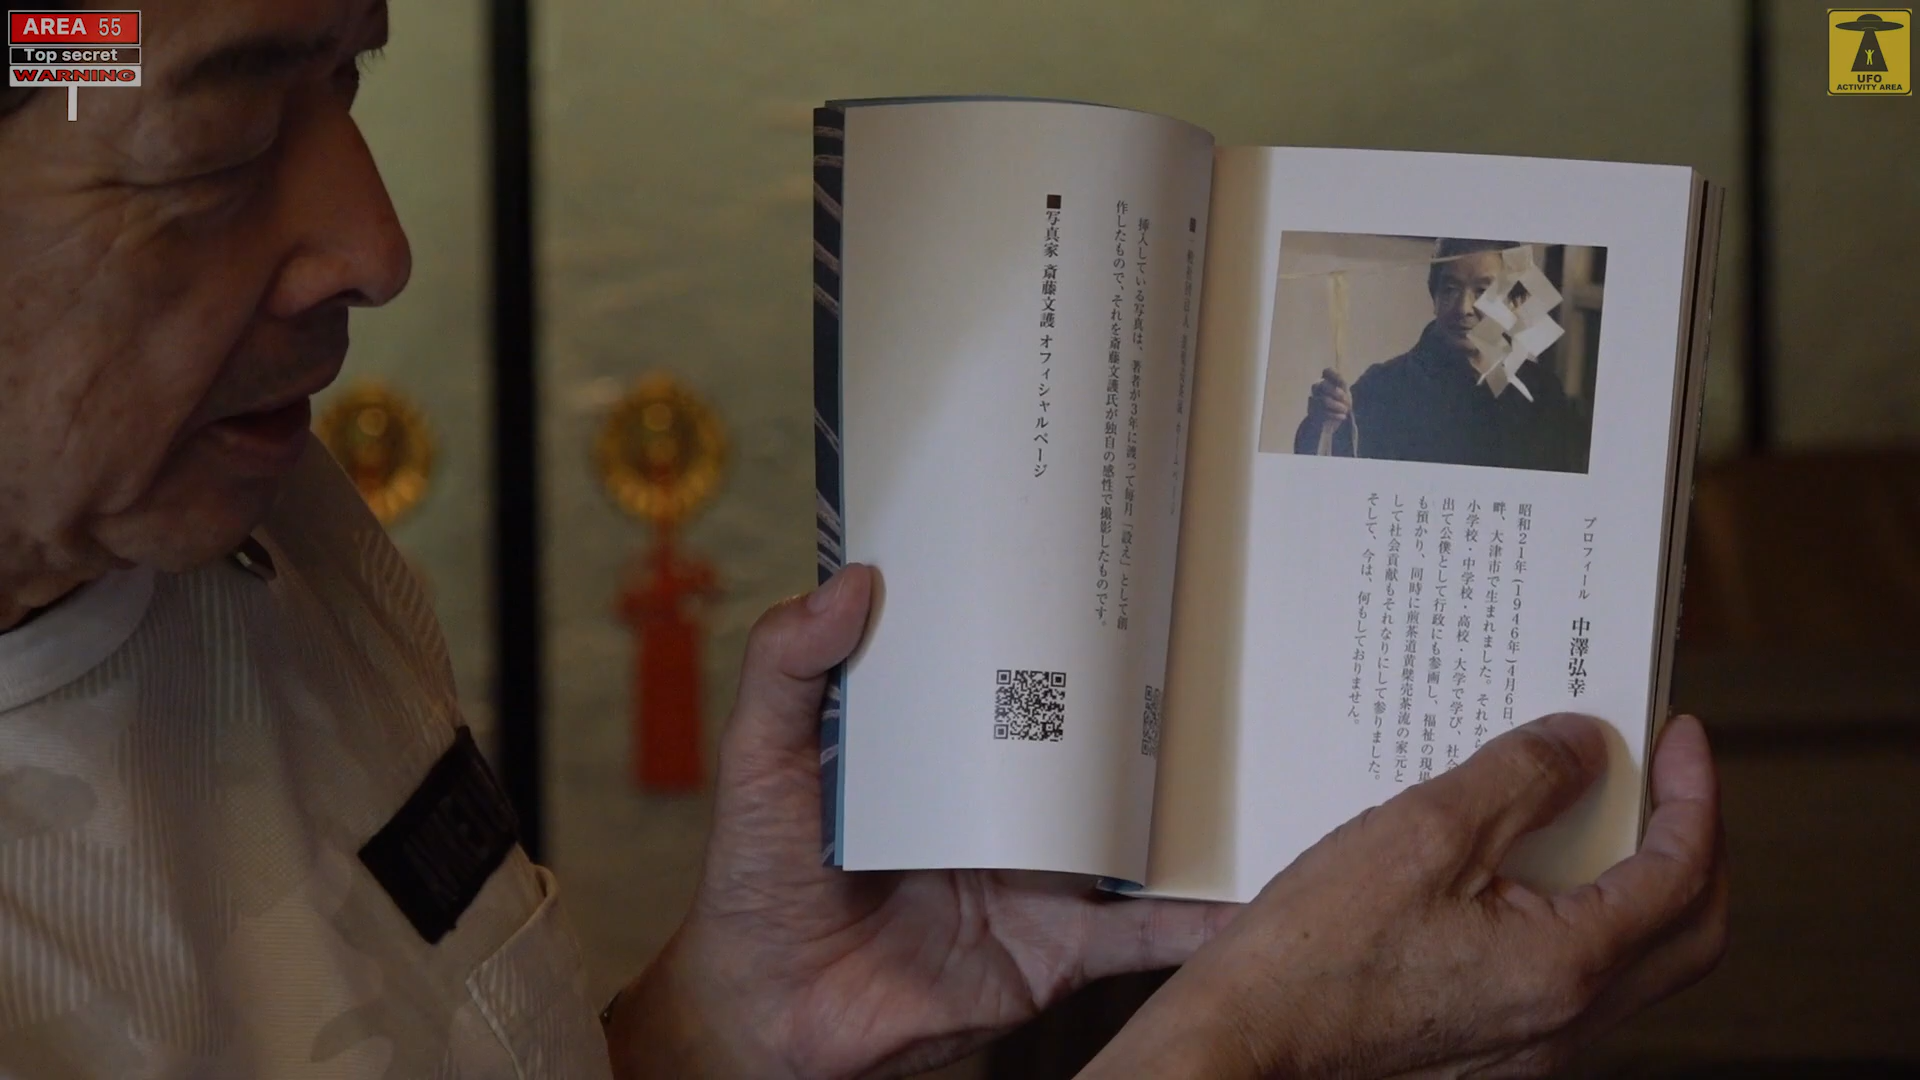 AREA 55
Top secret
WARNING
UFO
ACTIVITY AREA
プロフィール 中澤弘幸
昭和21年(1946年)4月6日、
畔、大津市で生まれました。それから
小学校・中学校・高校・大学で学び、社会
出て公僕として行政にも参画し、福祉の現場
も預かり、同時に煎茶道黄檗売茶流の家元と
して社会貢献もそれなりにして参りました。
そして、今は、何もしておりません。
挿入している写真は、著者が3年に渡って毎月「設え」として創
作したもので、それを斎藤文護氏が独自の感性で撮影したものです。
■写真家 斎藤文護 オフィシャルページ